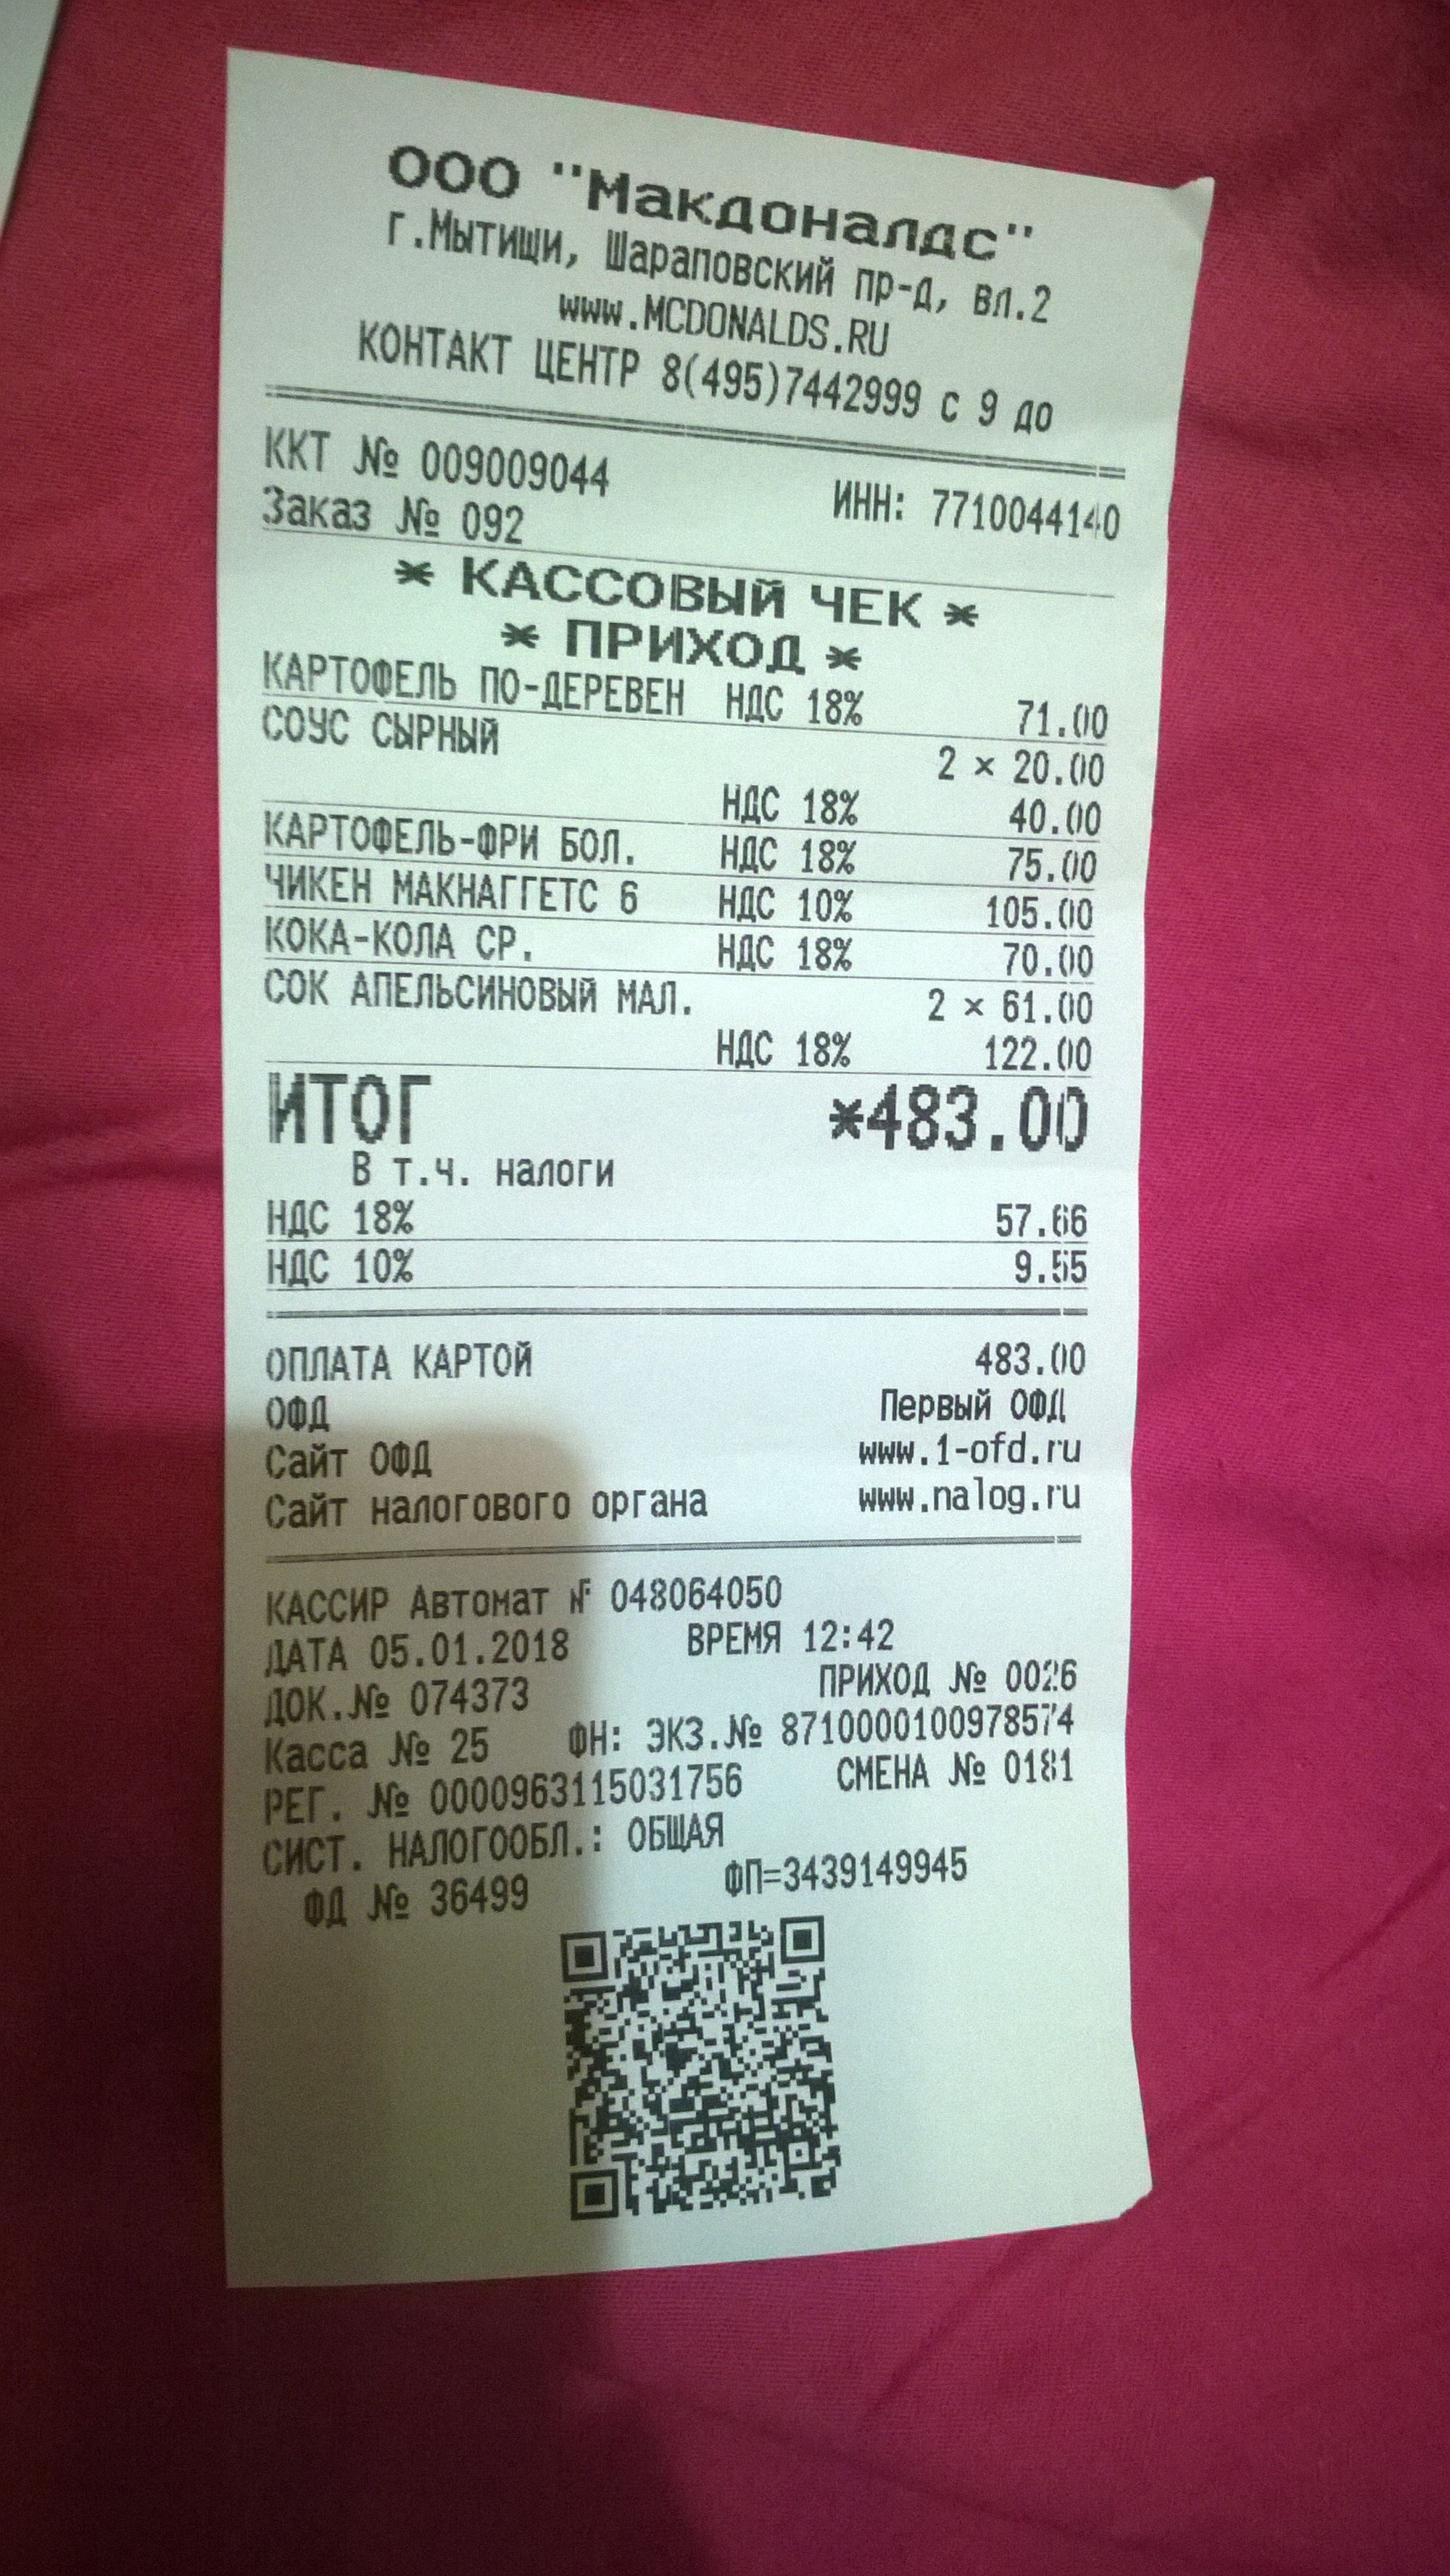 ООО "Макдоналдс"
г.Мытищи, Шараповский пр-д, вл.2
www.MCDONALDS.RU
КОНТАКТ ЦЕНТР 8(495)7442999 с 9 до
ККТ № 009009044 ИНН: 7710044140
Заказ № 092
* КАССОВЫЙ ЧЕК *
* ПРИХОД *
КАРТОФЕЛЬ ПО-ДЕРЕВЕН НДС 18% 71.00
СОУС СЫРНЫЙ 2 × 20.00
НДС 18% 40.00
КАРТОФЕЛЬ-ФРИ БОЛ. НДС 18% 75.00
ЧИКЕН МАКНАГГЕТС 6 НДС 10% 105.00
КОКА-КОЛА СР. НДС 18% 70.00
СОК АПЕЛЬСИНОВЫЙ МАЛ. 2 × 61.00
НДС 18% 122.00
ИТОГ *483.00
В т.ч. налоги
НДС 18% 57.66
НДС 10% 9.55
ОПЛАТА КАРТОЙ 483.00
ОФД Первый ОФД
Сайт ОФД www.1-ofd.ru
Сайт налогового органа www.nalog.ru
КАССИР Автомат № 048064050
ДАТА 05.01.2018 ВРЕМЯ 12:42
ДОК.№ 074373 ПРИХОД № 0026
Касса № 25 ФН: ЭКЗ.№ 8710000100978574
РЕГ. № 0000963115031756 СМЕНА № 0181
СИСТ. НАЛОГООБЛ.: ОБЩАЯ
ФД № 36499 ФП=3439149945